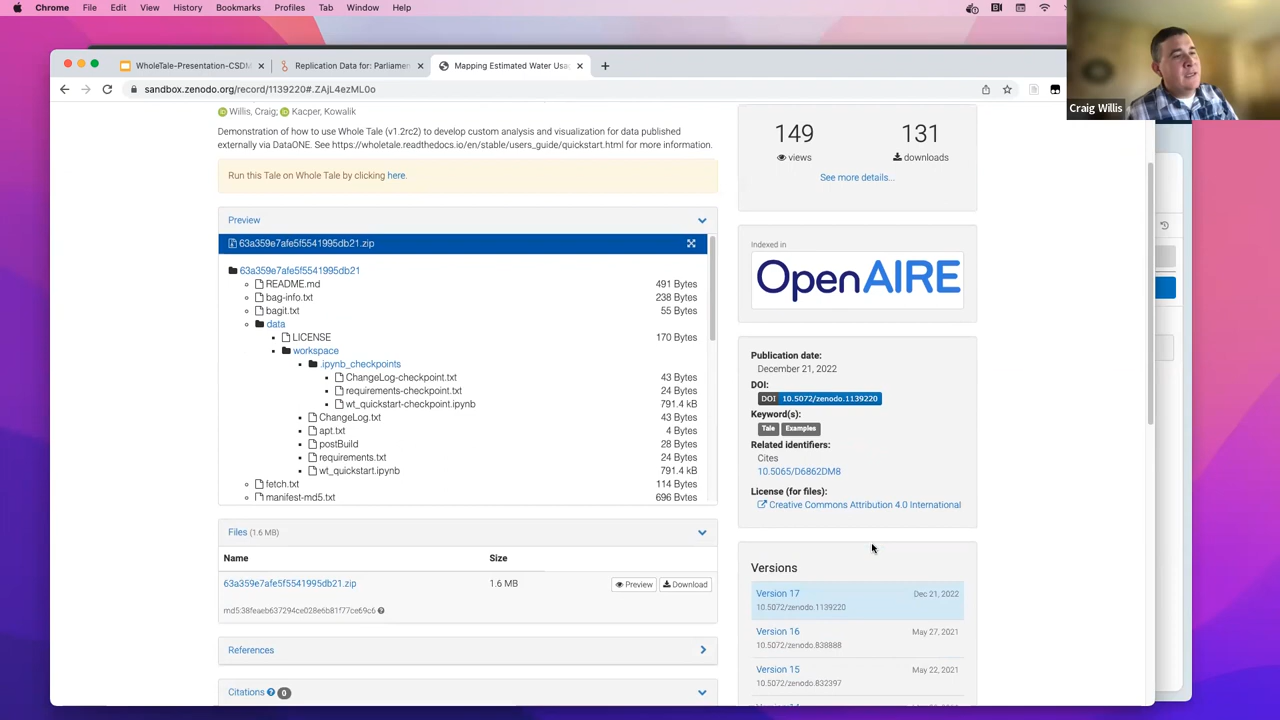 Chrome File Edit View History Bookmarks Profiles Tab Window Help
WholeTale-Presentation-CSDM
Replication Data for: Parliamen
Mapping Estimated Water Usa
sandbox.zenodo.org/record/1139220#.ZAjL4ezML0o
Craig Willis
Willis, Craig; Kacper, Kowalik
Demonstration of how to use Whole Tale (v1.2rc2) to develop custom analysis and visualization for data published
externally via DataONE. See https://wholetale.readthedocs.io/en/stable/users_guide/quickstart.html for more information.
Run this Tale on Whole Tale by clicking here.
Preview
63a359e7afe5f5541995db21.zip
63a359e7afe5f5541995db21
README.md 491 Bytes
bag-info.txt 238 Bytes
bagit.txt 55 Bytes
data
LICENSE 170 Bytes
workspace
.ipynb_checkpoints
ChangeLog-checkpoint.txt 43 Bytes
requirements-checkpoint.txt 24 Bytes
wt_quickstart-checkpoint.ipynb 791.4 kB
ChangeLog.txt 43 Bytes
apt.txt 4 Bytes
postBuild 28 Bytes
requirements.txt 24 Bytes
wt_quickstart.ipynb 791.4 kB
fetch.txt 114 Bytes
manifest-md5.txt 696 Bytes
Files (1.6 MB)
Name Size
63a359e7afe5f5541995db21.zip 1.6 MB Preview Download
md5:38feaeb637294ce028e6b81f77ce69c6
References
Citations 0
149 131
views downloads
See more details...
Indexed in
OpenAIRE
Publication date:
December 21, 2022
DOI:
DOI 10.5072/zenodo.1139220
Keyword(s):
Tale Examples
Related identifiers:
Cites
10.5065/D6862DM8
License (for files):
Creative Commons Attribution 4.0 International
Versions
Version 17 Dec 21, 2022
10.5072/zenodo.1139220
Version 16 May 27, 2021
10.5072/zenodo.838888
Version 15 May 22, 2021
10.5072/zenodo.832397